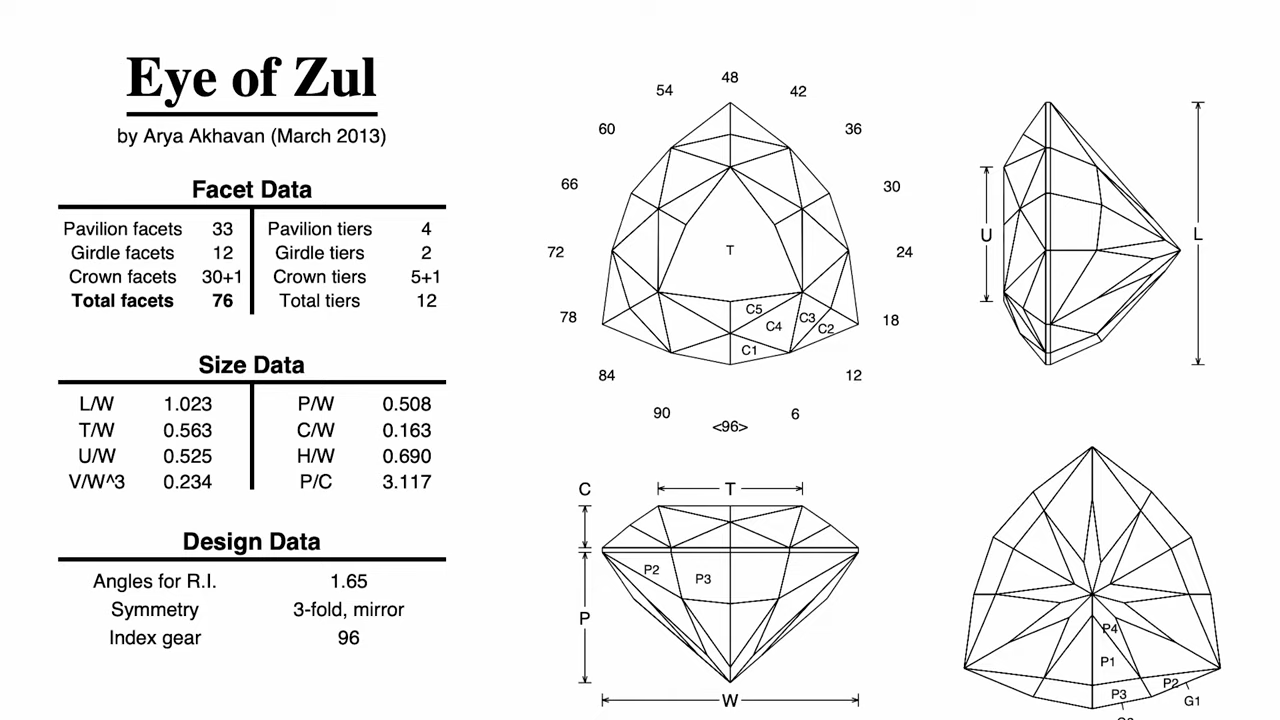 Eye of Zul
by Arya Akhavan (March 2013)
Facet Data
Pavilion facets 33 Pavilion tiers 4
Girdle facets 12 Girdle tiers 2
Crown facets 30+1 Crown tiers 5+1
Total facets 76 Total tiers 12
Size Data
L/W 1.023 P/W 0.508
T/W 0.563 C/W 0.163
U/W 0.525 H/W 0.690
V/W^3 0.234 P/C 3.117
Design Data
Angles for R.I. 1.65
Symmetry 3-fold, mirror
Index gear 96
48
54 42
60 36
66 30
72 24
78 18
84 12
90 6
<96>
T
C5
C4 C3
C2
C1
U L
C T
P2 P3
P
W
P4
P1
P2
P3
G1